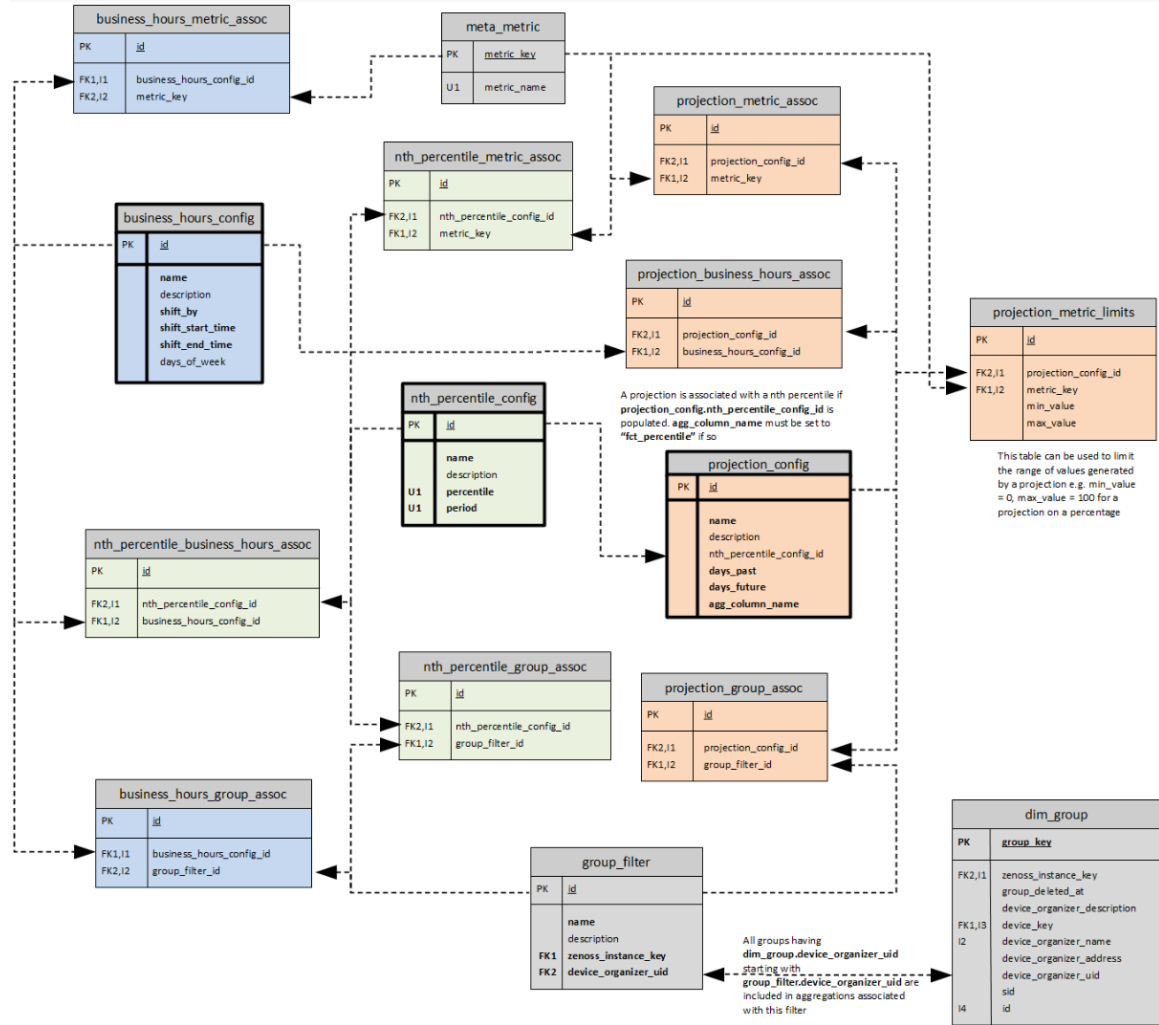 business_hours_metric_assoc
PK id
FK1,I1 business_hours_config_id
FK2,I2 metric_key
meta_metric
PK metric_key
U1 metric_name
projection_metric_assoc
PK id
FK2,I1 projection_config_id
FK1,I2 metric_key
nth_percentile_metric_assoc
PK id
FK2,I1 nth_percentile_config_id
FK1,I2 metric_key
business_hours_config
PK id
name
description
shift_by
shift_start_time
shift_end_time
days_of_week
projection_business_hours_assoc
PK id
FK2,I1 projection_config_id
FK1,I2 business_hours_config_id
projection_metric_limits
PK id
FK2,I1 projection_config_id
FK1,I2 metric_key
min_value
max_value
This table can be used to limit
the range of values generated
by a projection e.g. min_value
= 0, max_value = 100 for a
projection on a percentage
A projection is associated with a nth percentile if
projection_config.nth_percentile_config_id is
populated. agg_column_name must be set to
“fct_percentile” if so
nth_percentile_config
PK id
name
description
U1 percentile
U1 period
projection_config
PK id
name
description
nth_percentile_config_id
days_past
days_future
agg_column_name
nth_percentile_business_hours_assoc
PK id
FK2,I1 nth_percentile_config_id
FK1,I2 business_hours_config_id
nth_percentile_group_assoc
PK id
FK2,I1 nth_percentile_config_id
FK1,I2 group_filter_id
projection_group_assoc
PK id
FK2,I1 projection_config_id
FK1,I2 group_filter_id
business_hours_group_assoc
PK id
FK1,I1 business_hours_config_id
FK2,I2 group_filter_id
group_filter
PK id
name
description
FK1 zenoss_instance_key
FK2 device_organizer_uid
All groups having
dim_group.device_organizer_uid
starting with
group_filter.device_organizer_uid are
included in aggregations associated
with this filter
dim_group
PK group_key
FK2,I1 zenoss_instance_key
group_deleted_at
device_organizer_description
FK1,I3 device_key
I2 device_organizer_name
device_organizer_address
device_organizer_uid
sid
I4 id